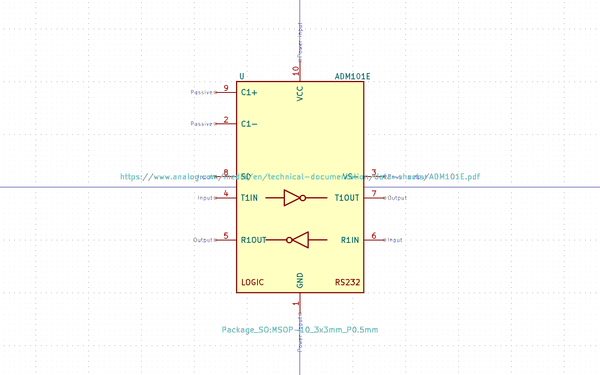 Power input
10
U ADM101E
VCC
Passive 9 C1+
Passive 2 C1-
8 SD VS- 3
https://www.analog.com/media/en/technical-documentation/data-sheets/ADM101E.pdf
Input 4 T1IN T1OUT 7 Output
Output 5 R1OUT R1IN 6 Input
LOGIC GND RS232
1
Package_SO:MSOP-10_3x3mm_P0.5mm
Power input